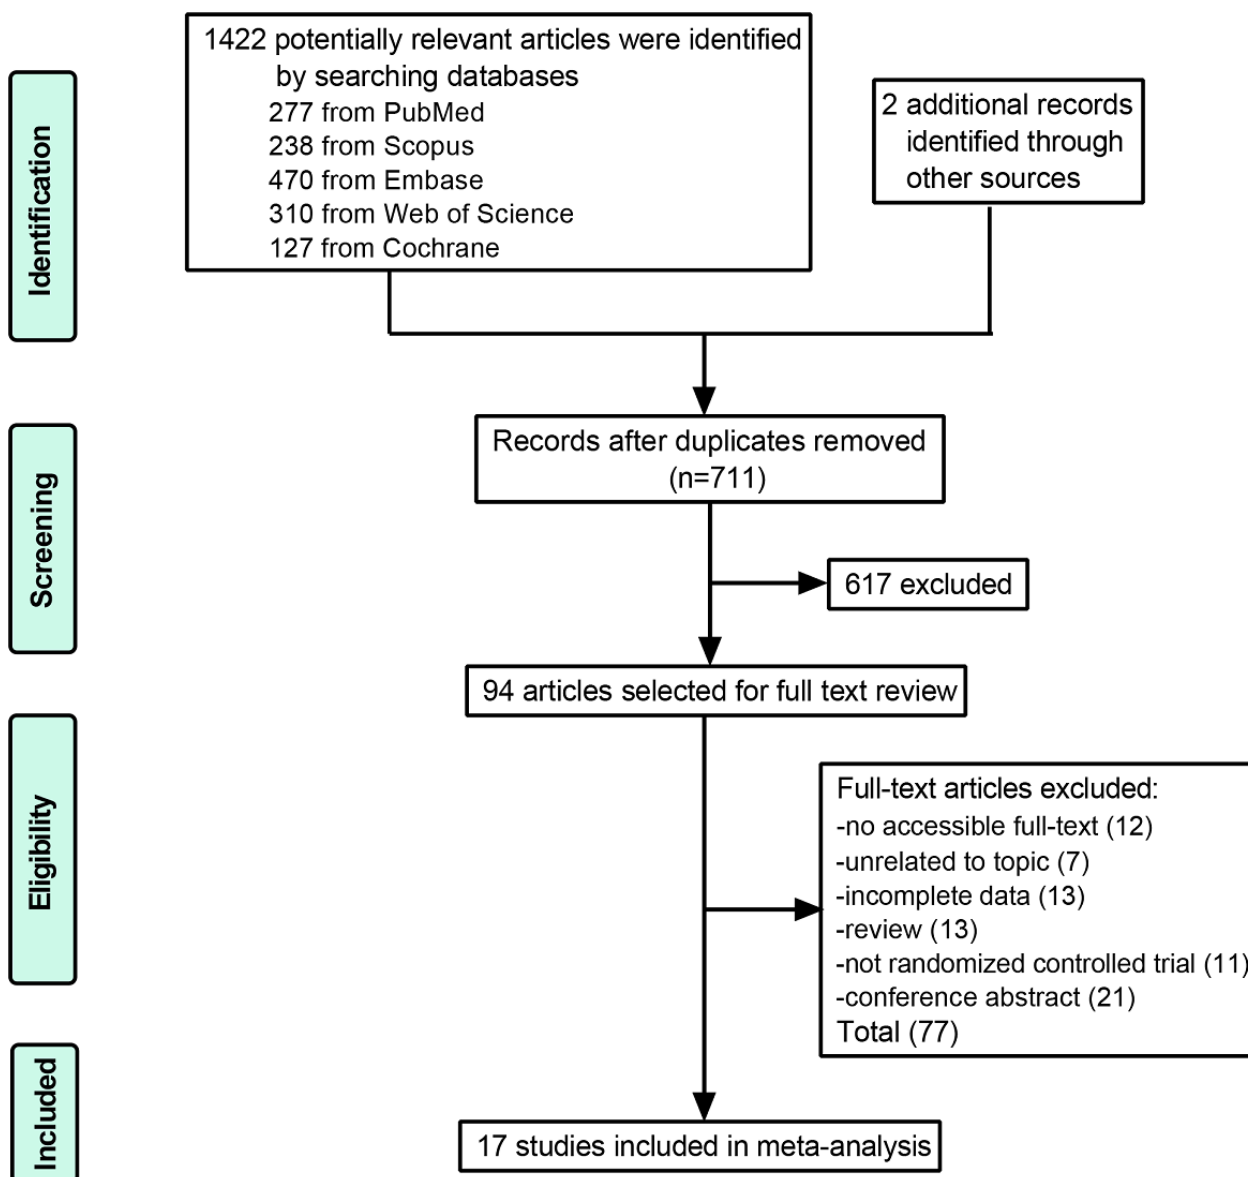 Identification
1422 potentially relevant articles were identified
by searching databases
277 from PubMed
238 from Scopus
470 from Embase
310 from Web of Science
127 from Cochrane
2 additional records
identified through
other sources
Screening
Records after duplicates removed
(n=711)
617 excluded
94 articles selected for full text review
Eligibility
Full-text articles excluded:
-no accessible full-text (12)
-unrelated to topic (7)
-incomplete data (13)
-review (13)
-not randomized controlled trial (11)
-conference abstract (21)
Total (77)
Included
17 studies included in meta-analysis